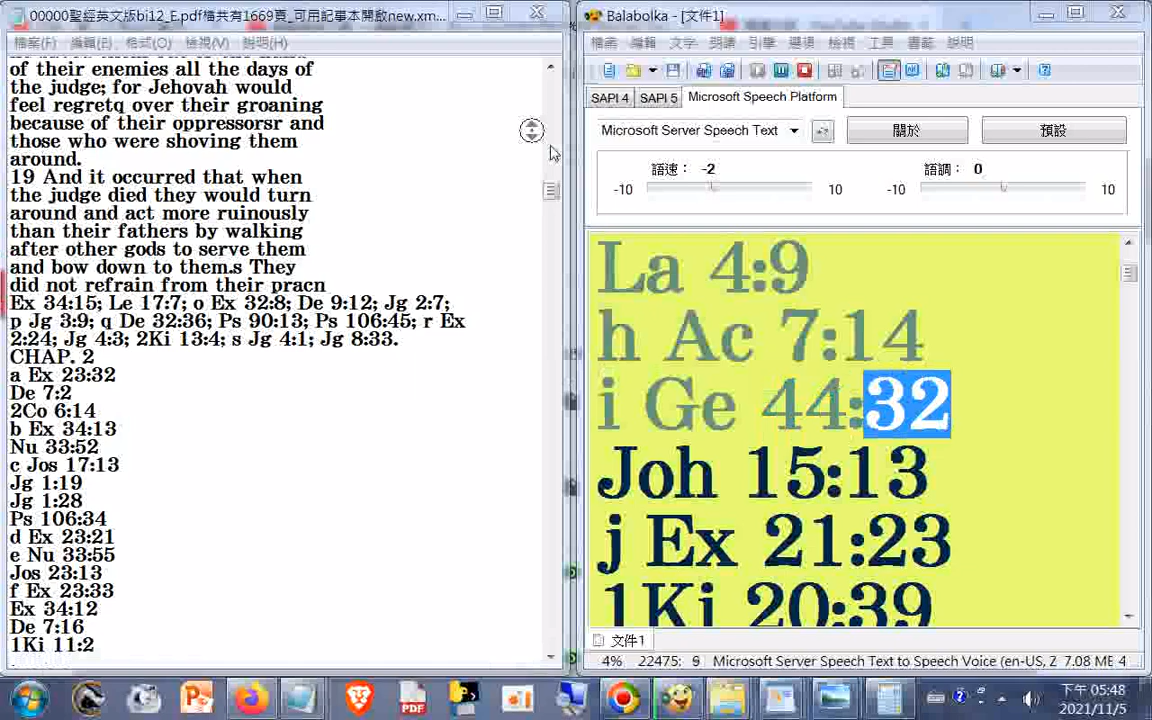 00000聖經英文版bi12_E.pdf檔共有1669頁_可用記事本開啟new.xm...
檔案(F) 編輯(E) 格式(O) 檢視(V) 說明(H)
of their enemies all the days of
the judge; for Jehovah would
feel regretq over their groaning
because of their oppressorsr and
those who were shoving them
around.
19 And it occurred that when
the judge died they would turn
around and act more ruinously
than their fathers by walking
after other gods to serve them
and bow down to them.s They
did not refrain from their pracn
Ex 34:15; Le 17:7; o Ex 32:8; De 9:12; Jg 2:7;
p Jg 3:9; q De 32:36; Ps 90:13; Ps 106:45; r Ex
2:24; Jg 4:3; 2Ki 13:4; s Jg 4:1; Jg 8:33.
CHAP. 2
a Ex 23:32
De 7:2
2Co 6:14
b Ex 34:13
Nu 33:52
c Jos 17:13
Jg 1:19
Jg 1:28
Ps 106:34
d Ex 23:21
e Nu 33:55
Jos 23:13
f Ex 23:33
Ex 34:12
De 7:16
1Ki 11:2
Balabolka - [文件1]
檔案 編輯 文字 朗讀 引擎 選項 檢視 工具 書籤 說明
SAPI 4 SAPI 5 Microsoft Speech Platform
Microsoft Server Speech Text 關於 預設
語速： -2 語調： 0
-10 10 -10 10
La 4:9
h Ac 7:14
i Ge 44:32
Joh 15:13
j Ex 21:23
1Ki 20:39
文件1
4% 22475: 9 Microsoft Server Speech Text to Speech Voice (en-US, Z 7.08 ME 4
PDF
下午 05:48
2021/11/5